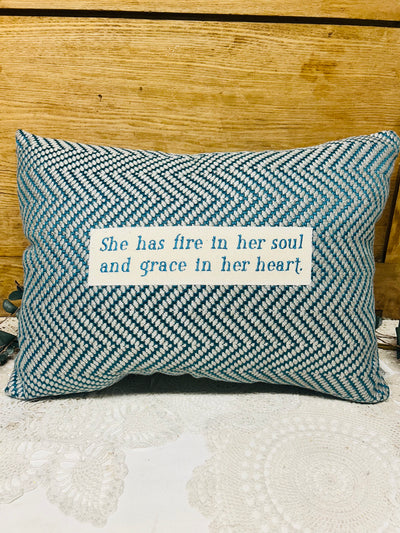 She has fire in her soul
and grace in her heart.